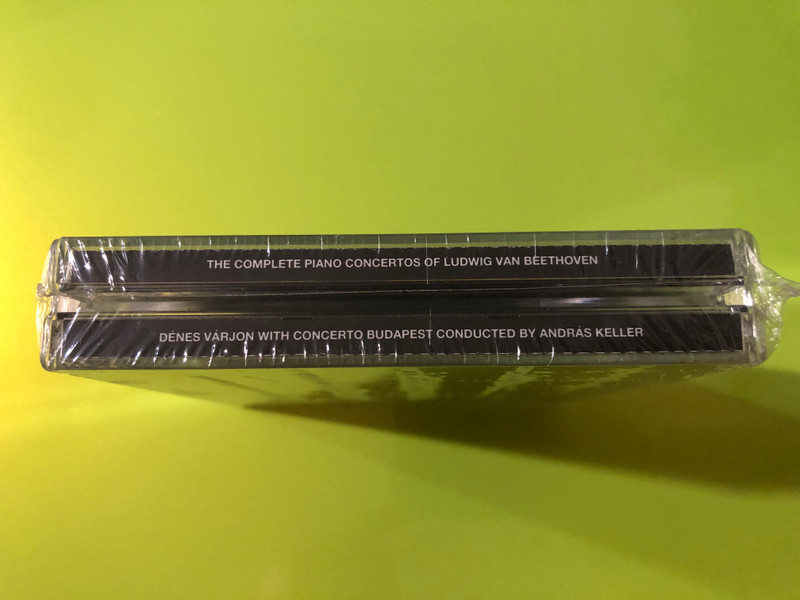 THE COMPLETE PIANO CONCERTOS OF LUDWIG VAN BEETHOVEN
DÉNES VÁRJON WITH CONCERTO BUDAPEST CONDUCTED BY ANDRÁS KELLER